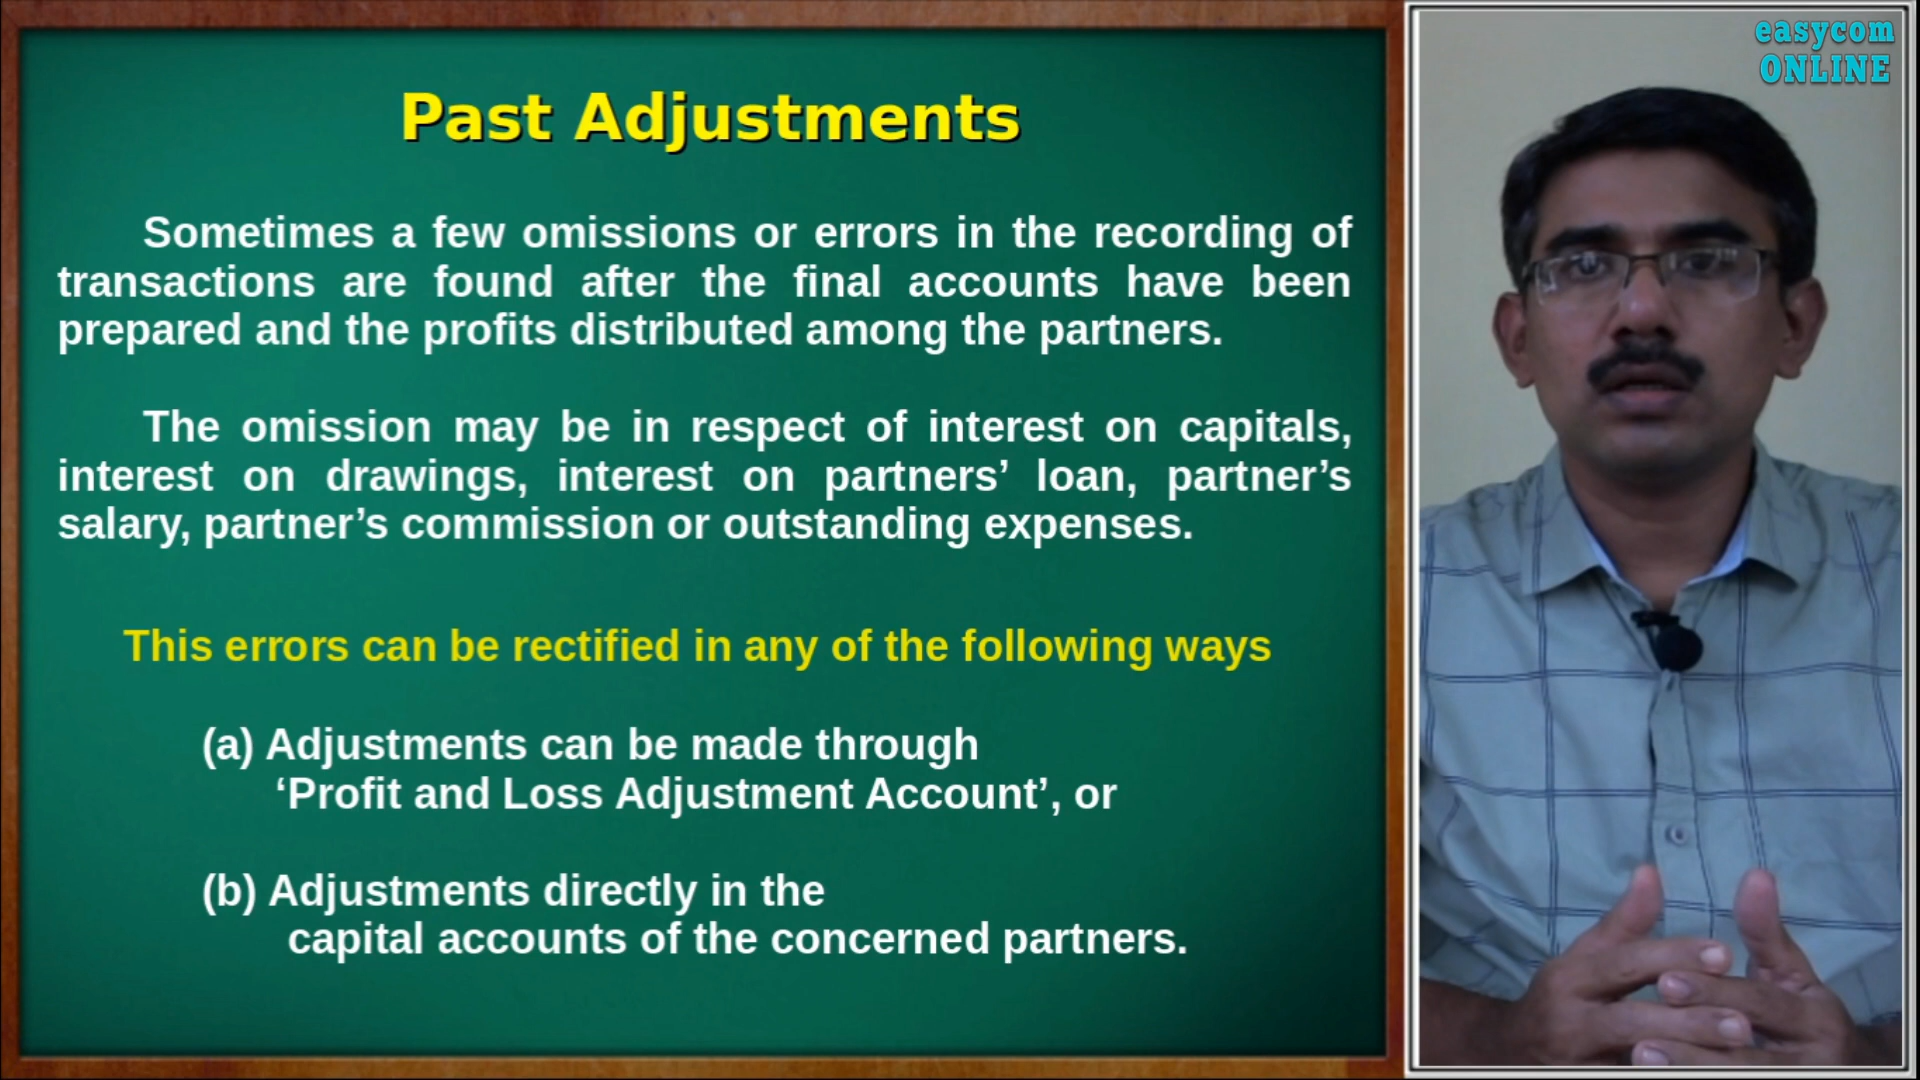 easycom
ONLINE
Past Adjustments
Sometimes a few omissions or errors in the recording of
transactions are found after the final accounts have been
prepared and the profits distributed among the partners.
The omission may be in respect of interest on capitals,
interest on drawings, interest on partners’ loan, partner’s
salary, partner’s commission or outstanding expenses.
This errors can be rectified in any of the following ways
(a) Adjustments can be made through
‘Profit and Loss Adjustment Account’, or
(b) Adjustments directly in the
capital accounts of the concerned partners.